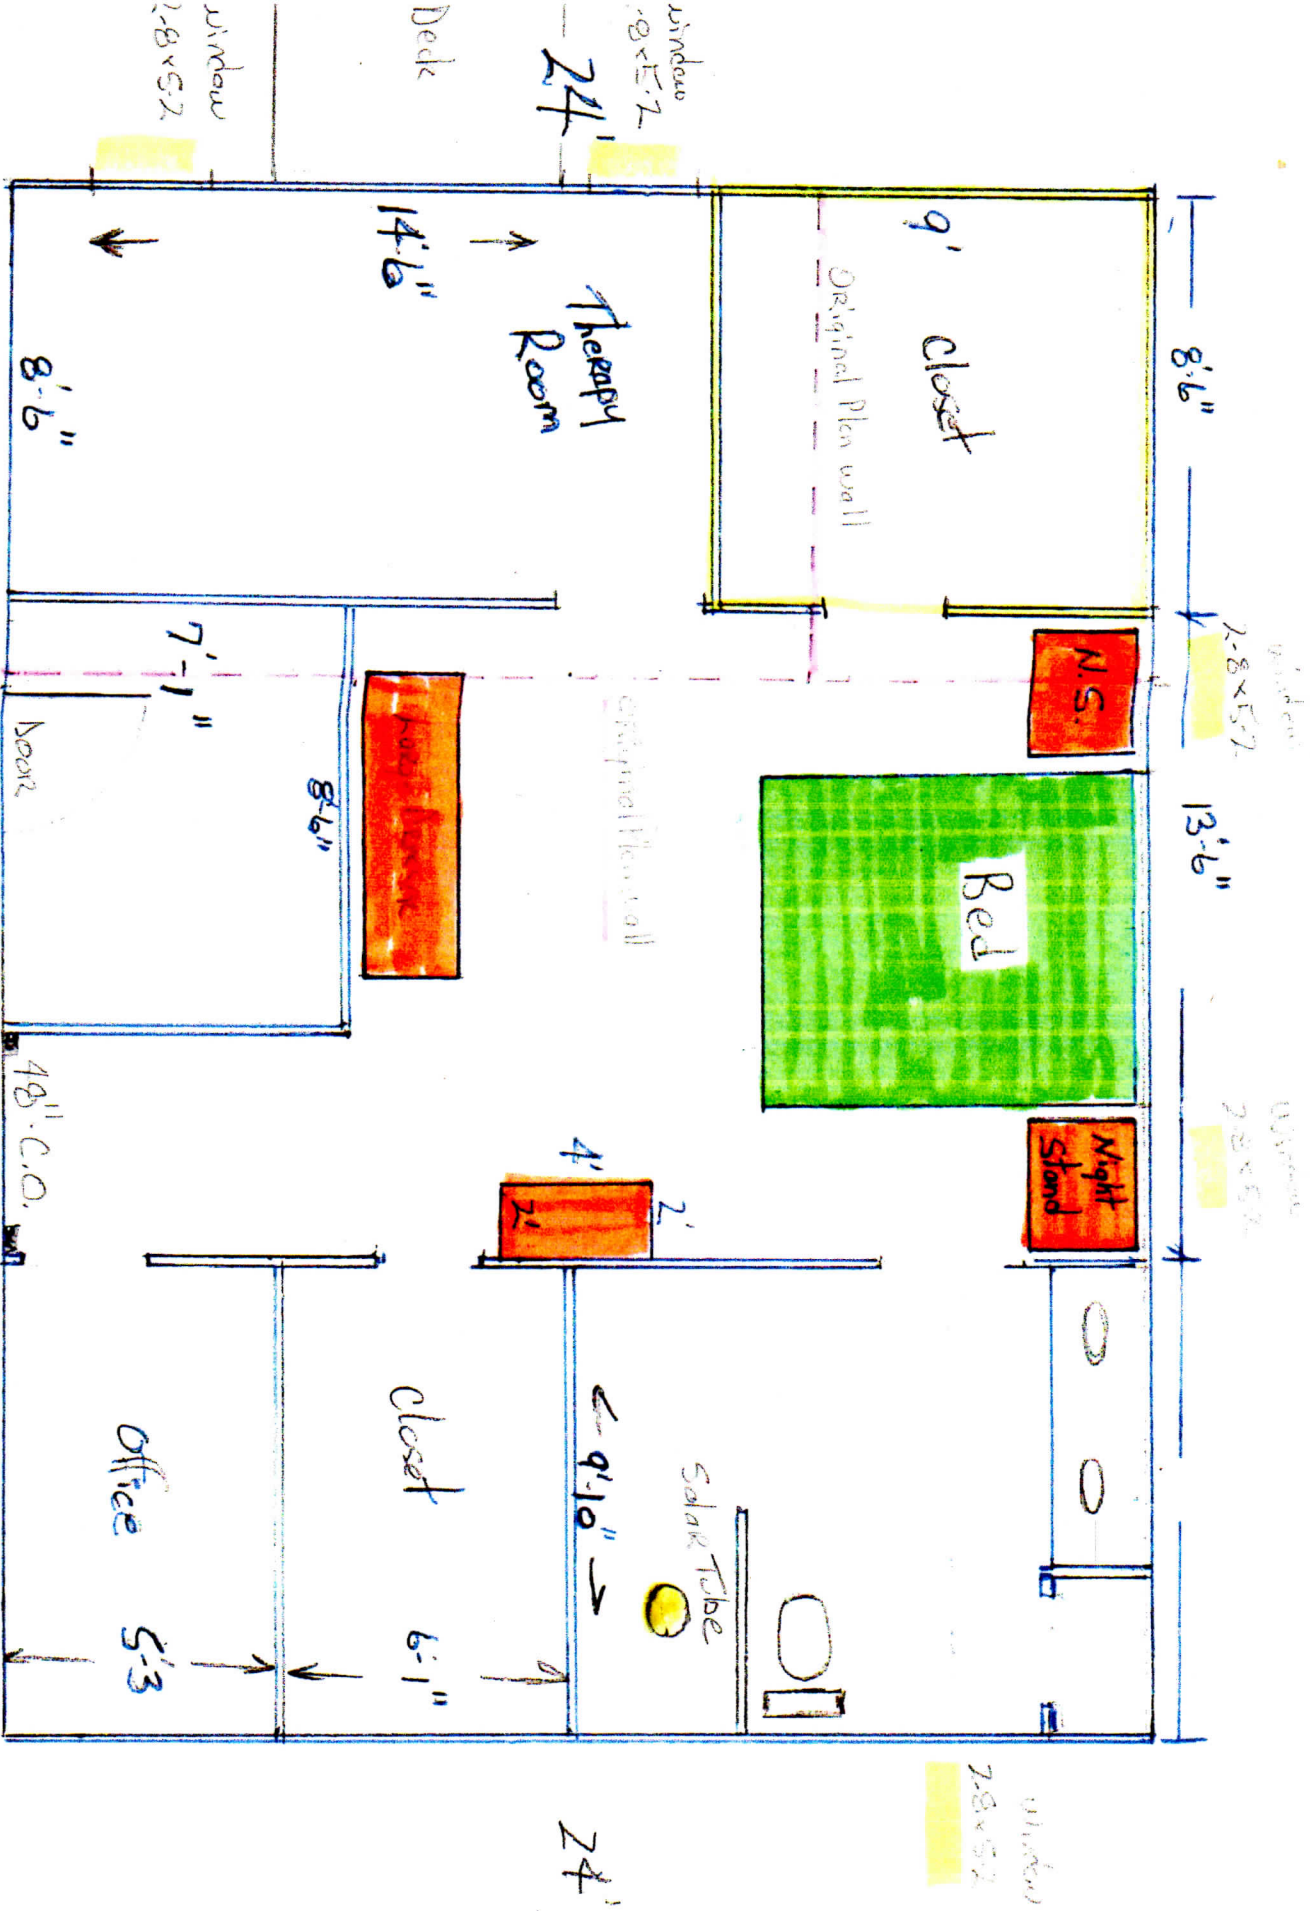 window
2-8x5-2
window
2-8x5-2
window
2-8x5-2
8'-6"
13'-6"
9'
Closet
Original Plan wall
N.S.
Bed
Night
Stand
window
-8x5-2
24'
Deck
window
2-8x5-2
Therapy
Room
14'-6"
8'-6"
Original Plan wall
4'
2'
2'
Solar Tube
9'-10"
24'
8'-6"
7'-1"
Door
48" C.O.
Closet
6'-1"
Office
5'-3